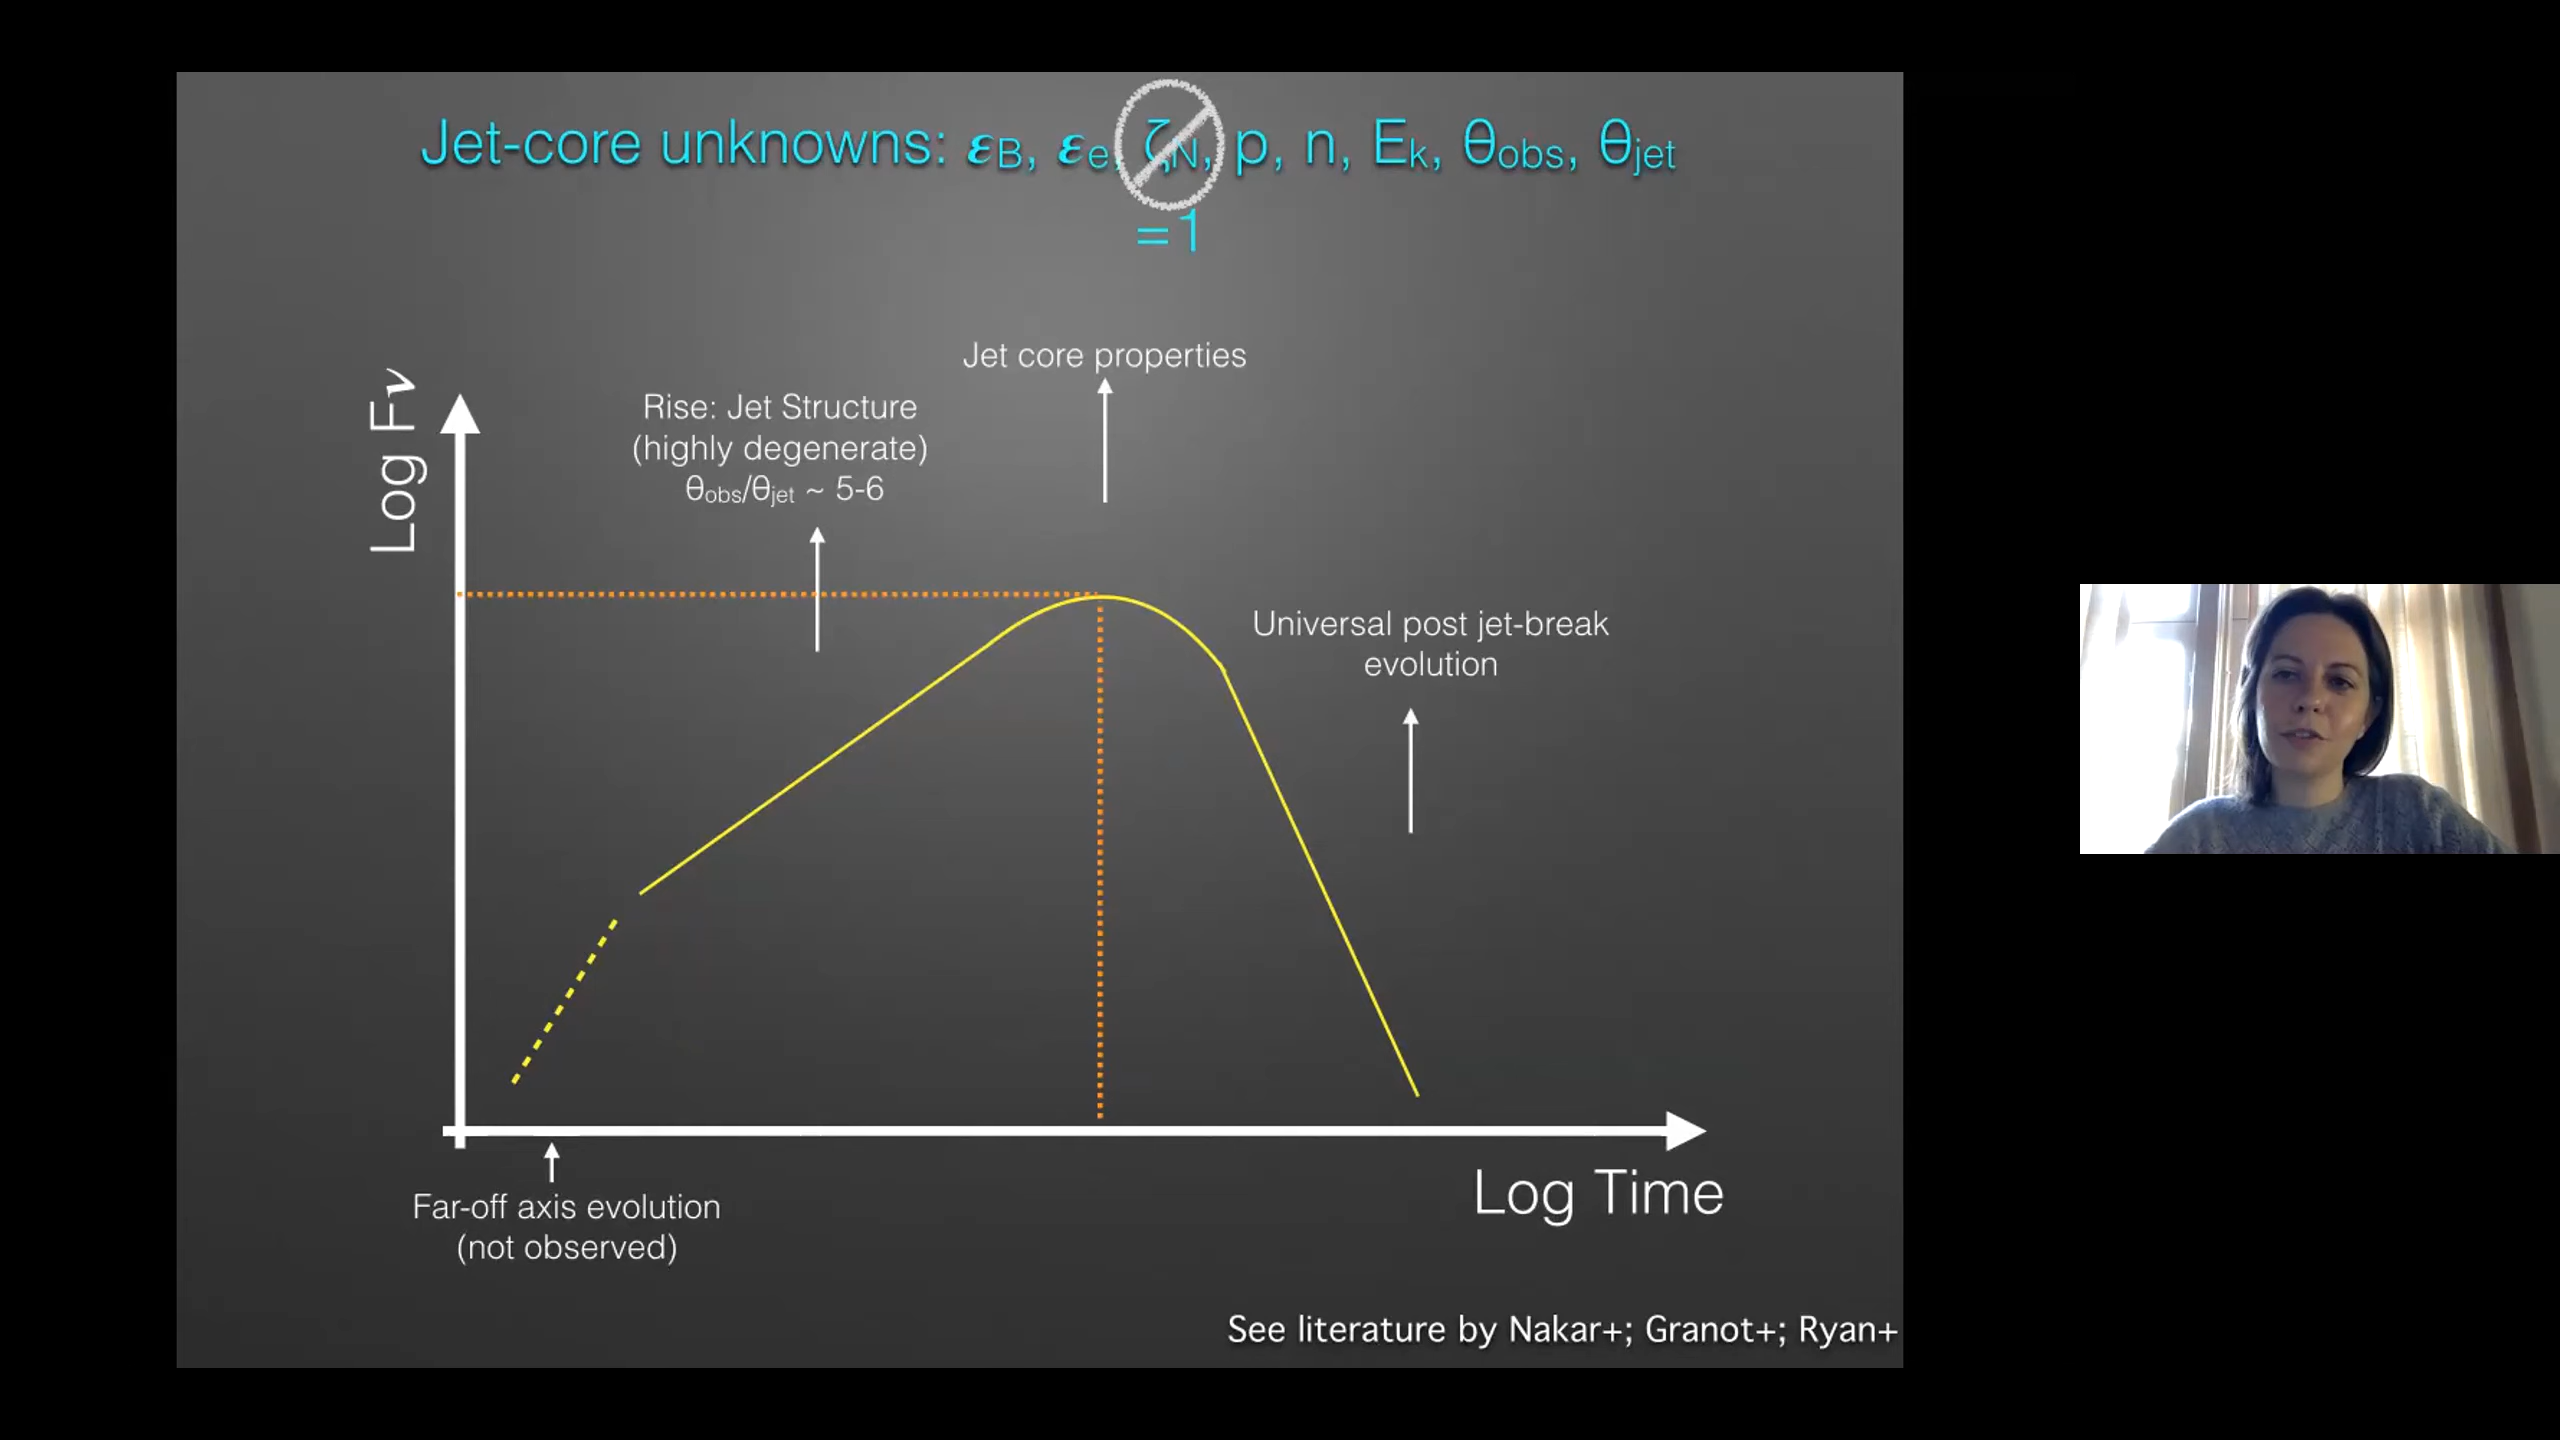 Jet-core unknowns: εB, εe, ζN, p, n, Ek, θobs, θjet
=1
Jet core properties
Log Fν
Rise: Jet Structure
(highly degenerate)
θobs/θjet ~ 5-6
Universal post jet-break
evolution
Log Time
Far-off axis evolution
(not observed)
See literature by Nakar+; Granot+; Ryan+